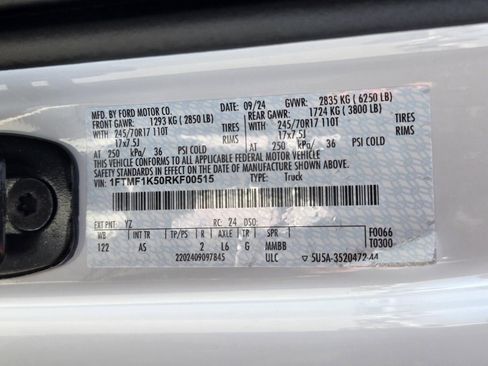 MFD. BY FORD MOTOR CO. DATE: 09/24 GVWR: 2835 KG ( 6250 LB)
FRONT GAWR: 1293 KG ( 2850 LB) REAR GAWR: 1724 KG ( 3800 LB)
WITH 245/70R17 110T TIRES WITH 245/70R17 110T TIRES
17x7.5J RIMS 17x7.5J RIMS
AT 250 kPa/ 36 PSI COLD AT 250 kPa/ 36 PSI COLD
THIS VEHICLE CONFORMS TO ALL APPLICABLE FEDERAL MOTOR VEHICLE
SAFETY STANDARDS IN EFFECT ON THE DATE OF MANUFACTURE SHOWN ABOVE.
VIN: 1FTMF1K50RKF00515 TYPE: Truck
EXT PNT: YZ RC: 24 DSO:
WB INT TR TP/PS R AXLE TR SPR F0066
122 AS 2 L6 G MMBB T0300
2202409097845 ULC ▽ 5U5A-3520472-AA